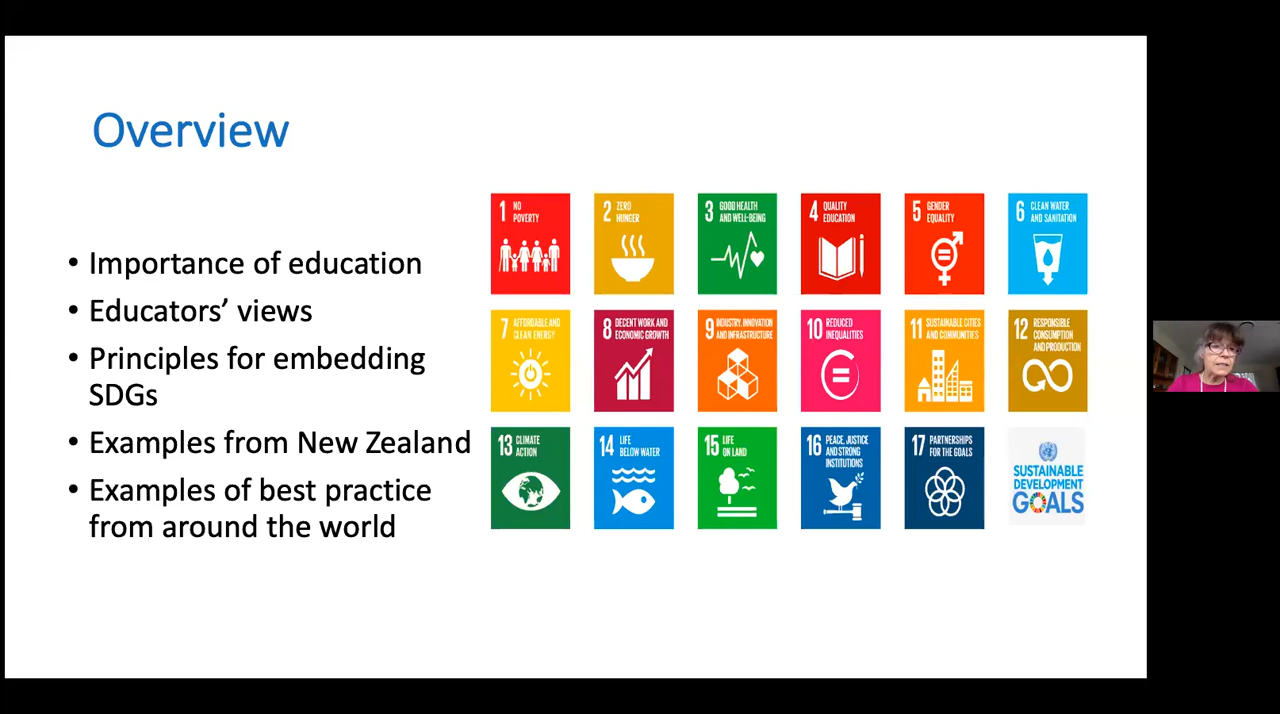 Overview
• Importance of education
• Educators’ views
• Principles for embedding
SDGs
• Examples from New Zealand
• Examples of best practice
from around the world
1 NO
POVERTY
2 ZERO
HUNGER
3 GOOD HEALTH
AND WELL-BEING
4 QUALITY
EDUCATION
5 GENDER
EQUALITY
6 CLEAN WATER
AND SANITATION
7 AFFORDABLE AND
CLEAN ENERGY
8 DECENT WORK AND
ECONOMIC GROWTH
9 INDUSTRY, INNOVATION
AND INFRASTRUCTURE
10 REDUCED
INEQUALITIES
11 SUSTAINABLE CITIES
AND COMMUNITIES
12 RESPONSIBLE
CONSUMPTION
AND PRODUCTION
13 CLIMATE
ACTION
14 LIFE
BELOW WATER
15 LIFE
ON LAND
16 PEACE, JUSTICE
AND STRONG
INSTITUTIONS
17 PARTNERSHIPS
FOR THE GOALS
SUSTAINABLE
DEVELOPMENT
GOALS